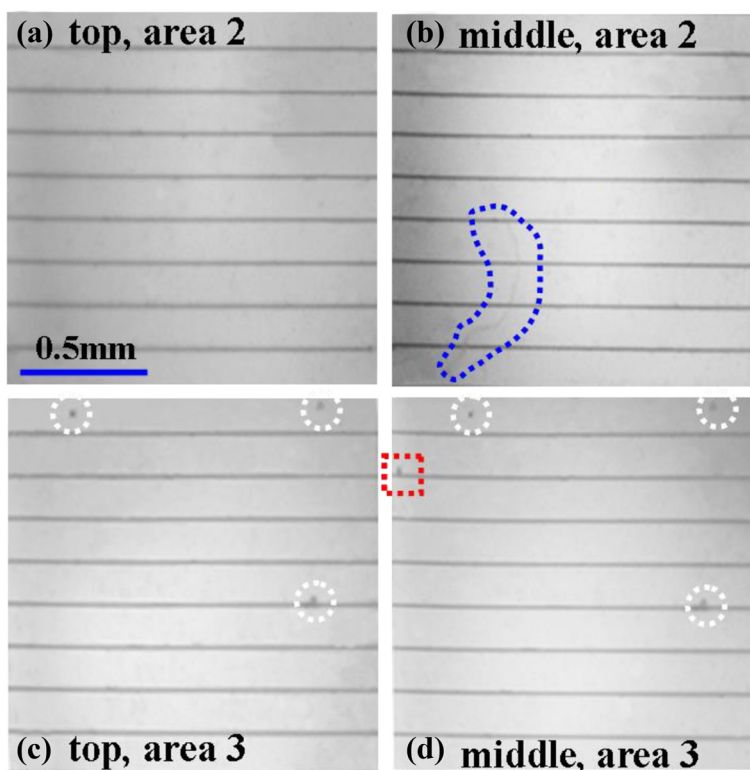 (a) top, area 2
(b) middle, area 2
0.5mm
(c) top, area 3
(d) middle, area 3